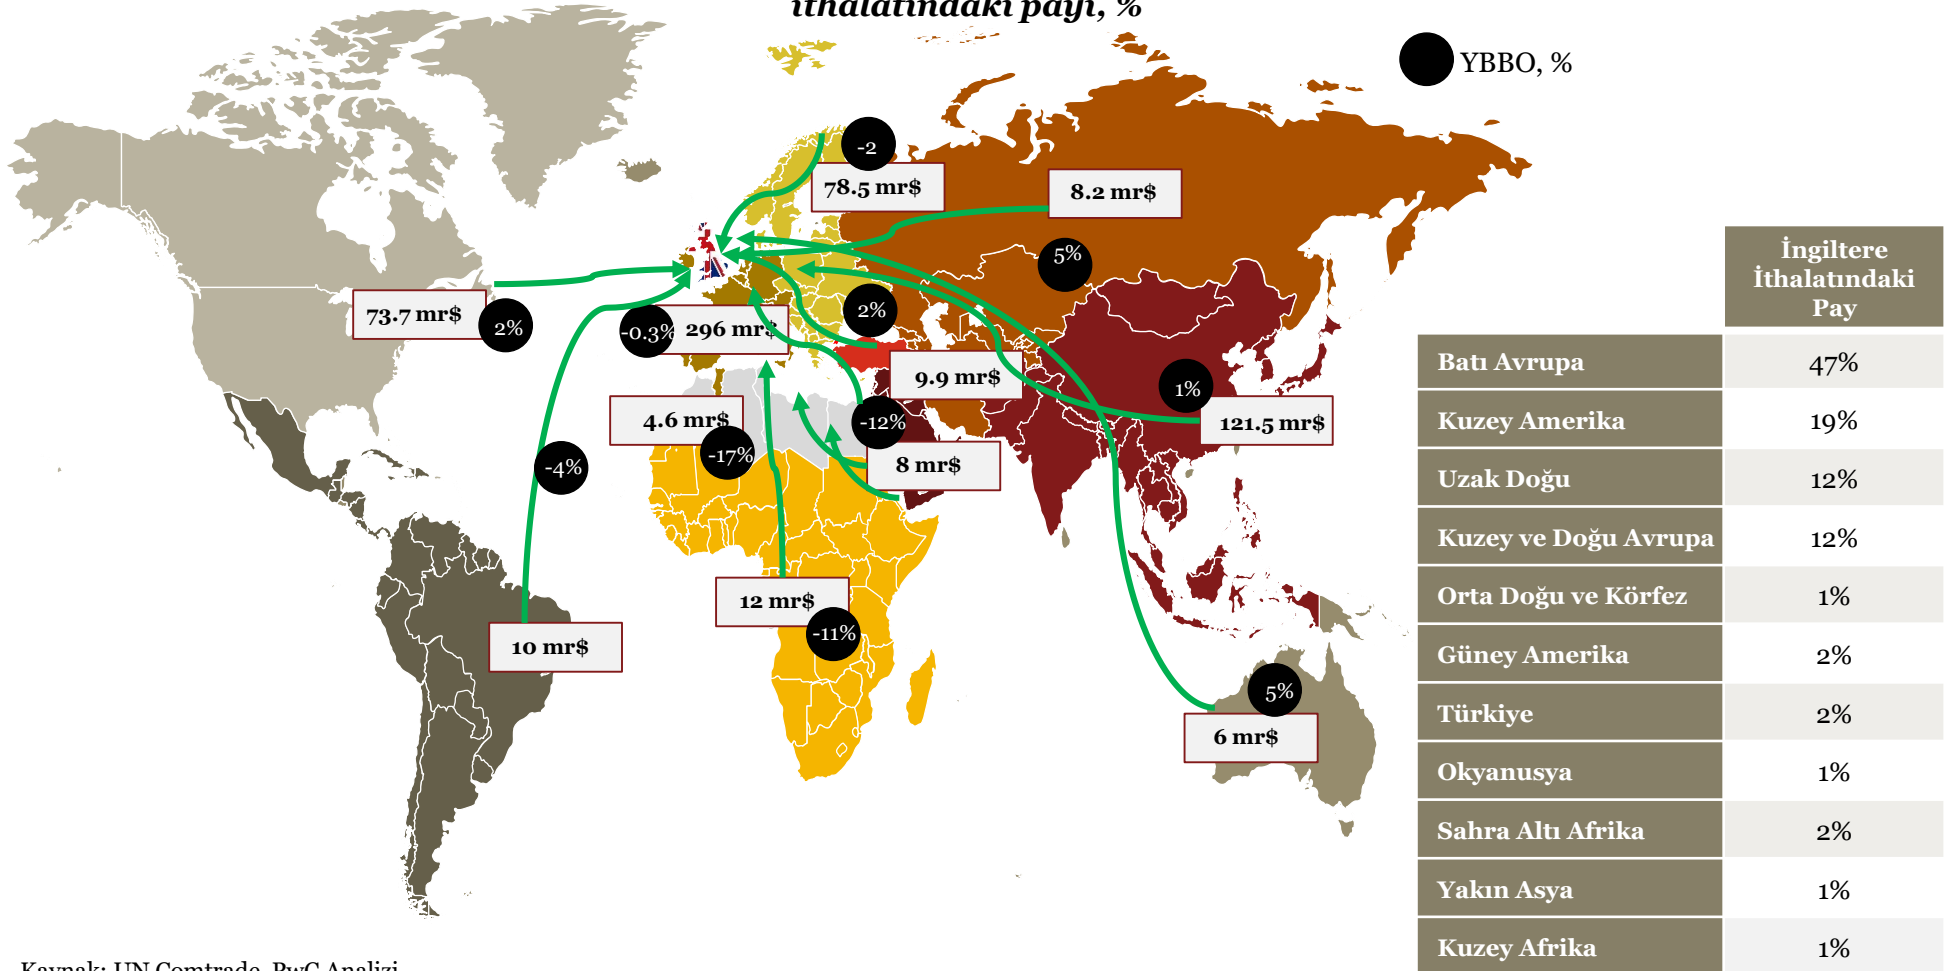 ithalatındaki payı, %
YBBO, %
-2
78.5 mr$
8.2 mr$
5%
73.7 mr$
2%
-0.3%
296 mr$
2%
9.9 mr$
1%
121.5 mr$
4.6 mr$
-17%
-12%
8 mr$
-4%
12 mr$
-11%
10 mr$
5%
6 mr$
İngiltere
İthalatındaki
Pay
Batı Avrupa 47%
Kuzey Amerika 19%
Uzak Doğu 12%
Kuzey ve Doğu Avrupa 12%
Orta Doğu ve Körfez 1%
Güney Amerika 2%
Türkiye 2%
Okyanusya 1%
Sahra Altı Afrika 2%
Yakın Asya 1%
Kuzey Afrika 1%
Kaynak: UN Comtrade, PwC Analizi